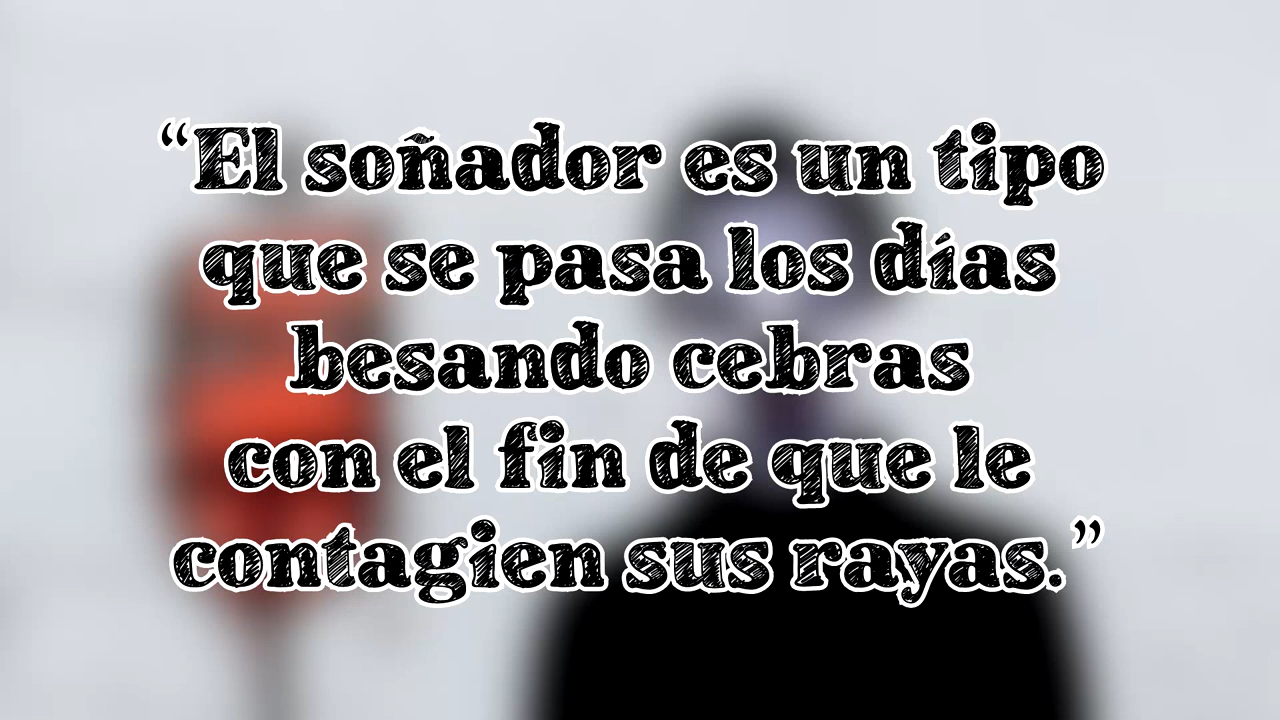 “El soñador es un tipo
que se pasa los días
besando cebras
con el fin de que le
contagien sus rayas.”